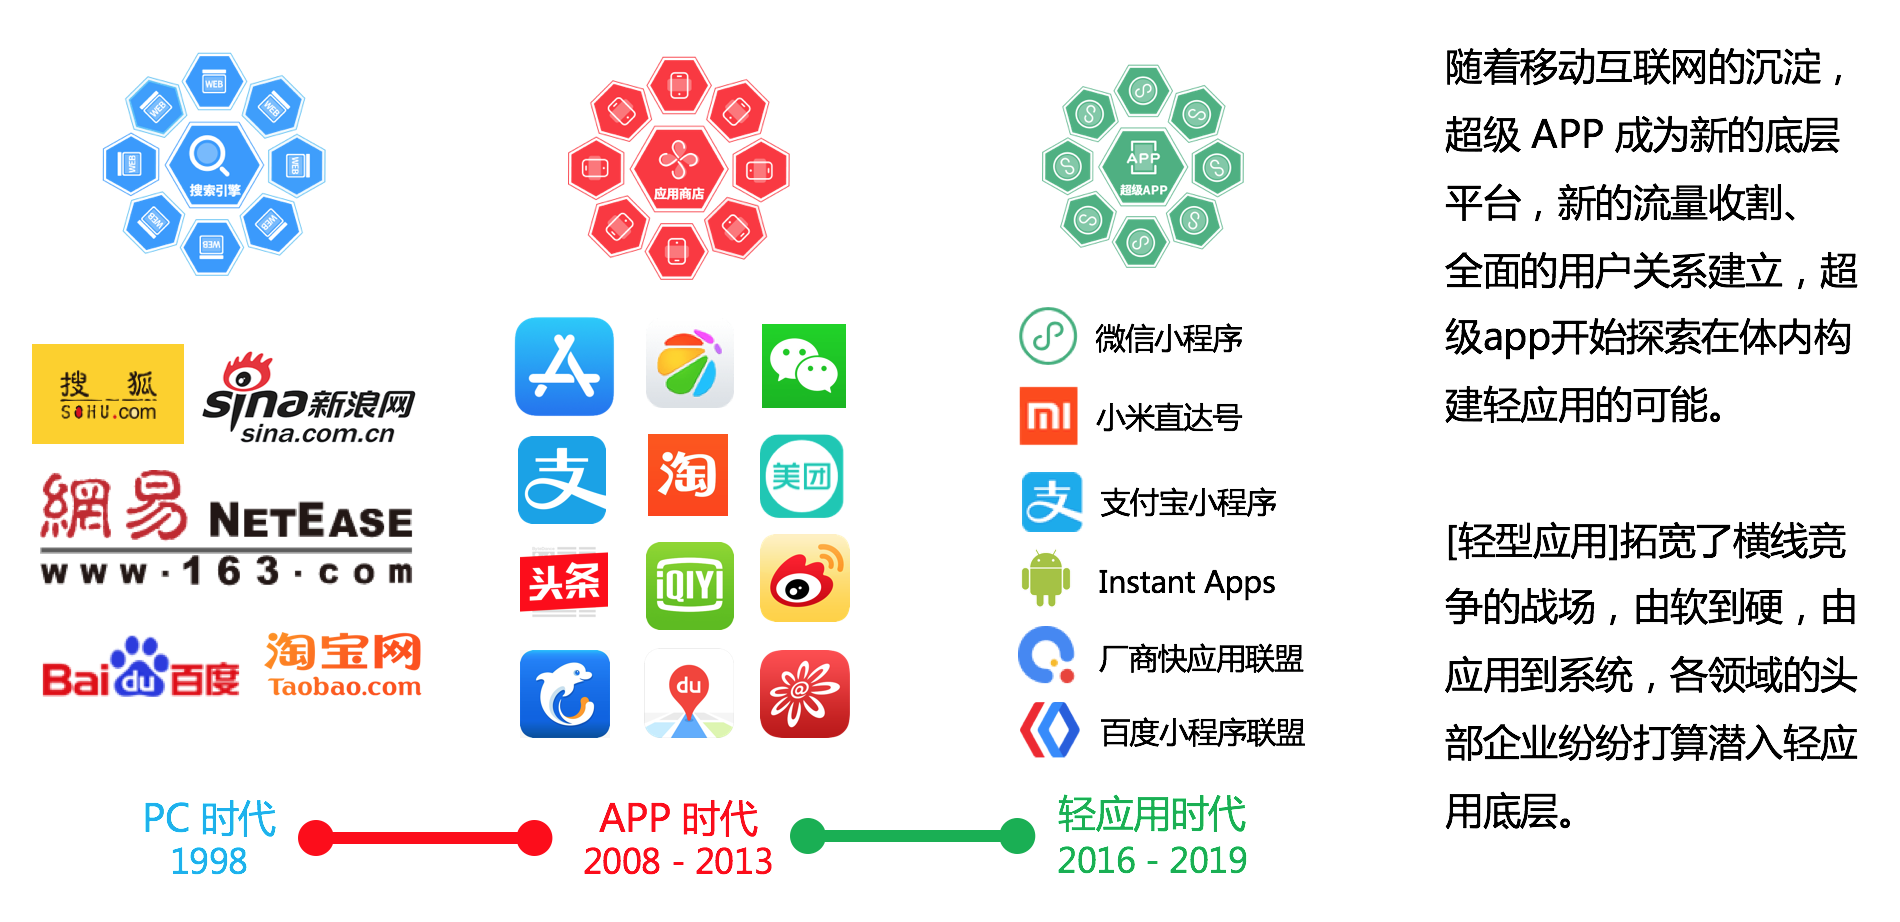 WEB
WEB
WEB
WEB
WEB
WEB
WEB
WEB
搜索引擎
应用商店
APP
超级APP
搜狐
SOHU.com
sina新浪网
sina.com.cn
網易 NETEASE
www.163.com
Bai du 百度
淘宝网
Taobao.com
支
淘
美团
头条
iQIYI
du
微信小程序
mi
小米直达号
支
支付宝小程序
Instant Apps
厂商快应用联盟
百度小程序联盟
PC 时代
1998
APP 时代
2008 - 2013
轻应用时代
2016 - 2019
随着移动互联网的沉淀，
超级 APP 成为新的底层
平台，新的流量收割、
全面的用户关系建立，超
级app开始探索在体内构
建轻应用的可能。
[轻型应用]拓宽了横线竞
争的战场，由软到硬，由
应用到系统，各领域的头
部企业纷纷打算潜入轻应
用底层。